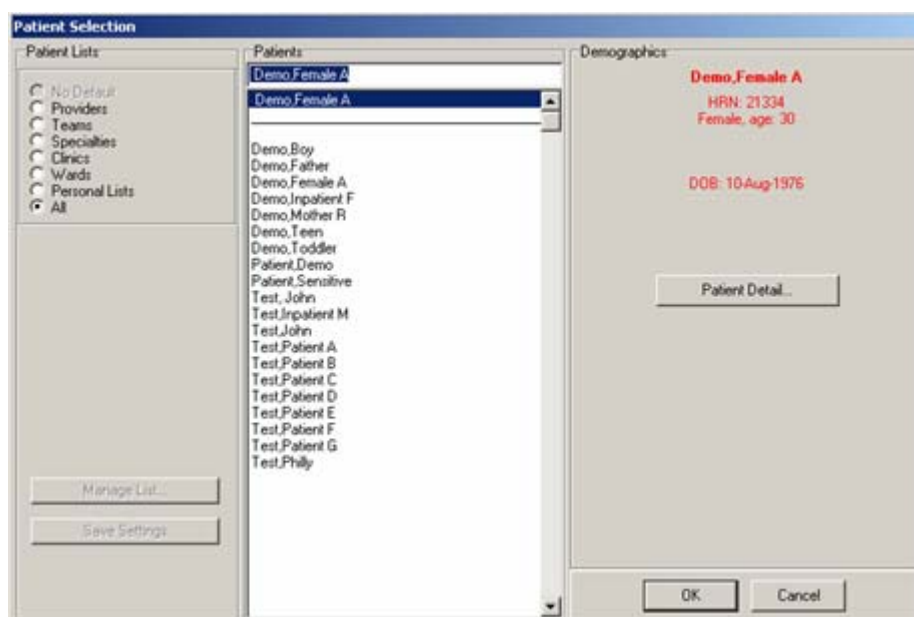 Patient Selection
Patient Lists
No Default
Providers
Teams
Specialties
Clinics
Wards
Personal Lists
All
Manage List...
Save Settings
Patients
Demo,Female A
Demo,Female A
Demo,Boy
Demo,Father
Demo,Female A
Demo,Inpatient F
Demo,Mother R
Demo,Teen
Demo,Toddler
Patient,Demo
Patient,Sensitive
Test, John
Test,Inpatient M
Test,John
Test,Patient A
Test,Patient B
Test,Patient C
Test,Patient D
Test,Patient E
Test,Patient F
Test,Patient G
Test,Philly
Demographics
Demo,Female A
HRN: 21334
Female, age: 30
DOB: 10-Aug-1976
Patient Detail...
OK
Cancel